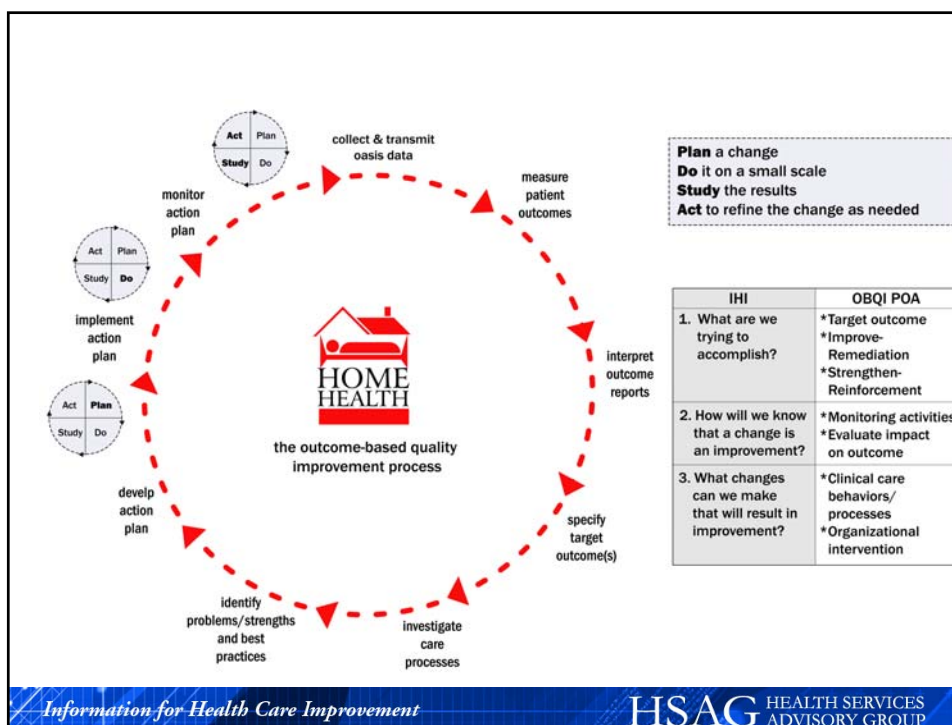 collect & transmit
oasis data
measure
patient
outcomes
interpret
outcome
reports
specify
target
outcome(s)
investigate
care
processes
identify
problems/strengths
and best
practices
develp
action
plan
Act Plan
Study Do
implement
action
plan
Act Plan
Study Do
monitor
action
plan
Act Plan
Study Do
HOME
HEALTH
the outcome-based quality
improvement process
Plan a change
Do it on a small scale
Study the results
Act to refine the change as needed
IHI OBQI POA
1. What are we
trying to
accomplish?
*Target outcome
*Improve-
Remediation
*Strengthen-
Reinforcement
2. How will we know
that a change is
an improvement?
*Monitoring activities
*Evaluate impact
on outcome
3. What changes
can we make
that will result in
improvement?
*Clinical care
behaviors/
processes
*Organizational
intervention
Information for Health Care Improvement
HSAG HEALTH SERVICES
ADVISORY GROUP